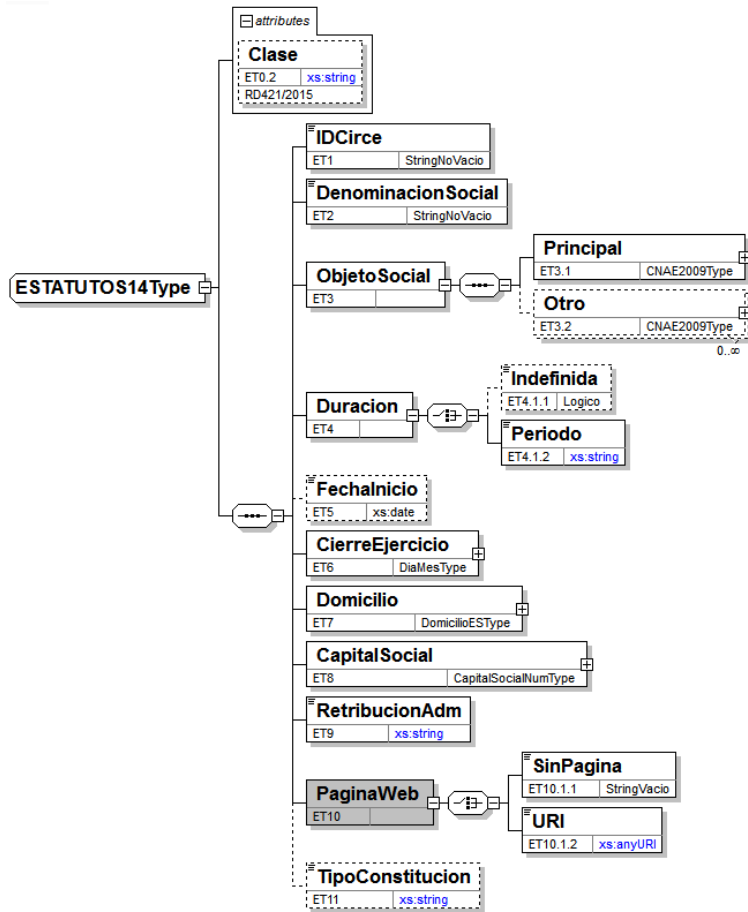 attributes
Clase
ET0.2 xs:string
RD421/2015
IDCirce
ET1 StringNoVacio
DenominacionSocial
ET2 StringNoVacio
ESTATUTOS14Type
ObjetoSocial
ET3
Principal
ET3.1 CNAE2009Type
Otro
ET3.2 CNAE2009Type
0..∞
Duracion
ET4
Indefinida
ET4.1.1 Logico
Periodo
ET4.1.2 xs:string
FechaInicio
ET5 xs:date
CierreEjercicio
ET6 DiaMesType
Domicilio
ET7 DomicilioESType
CapitalSocial
ET8 CapitalSocialNumType
RetribucionAdm
ET9 xs:string
PaginaWeb
ET10
SinPagina
ET10.1.1 StringVacio
URI
ET10.1.2 xs:anyURI
TipoConstitucion
ET11 xs:string